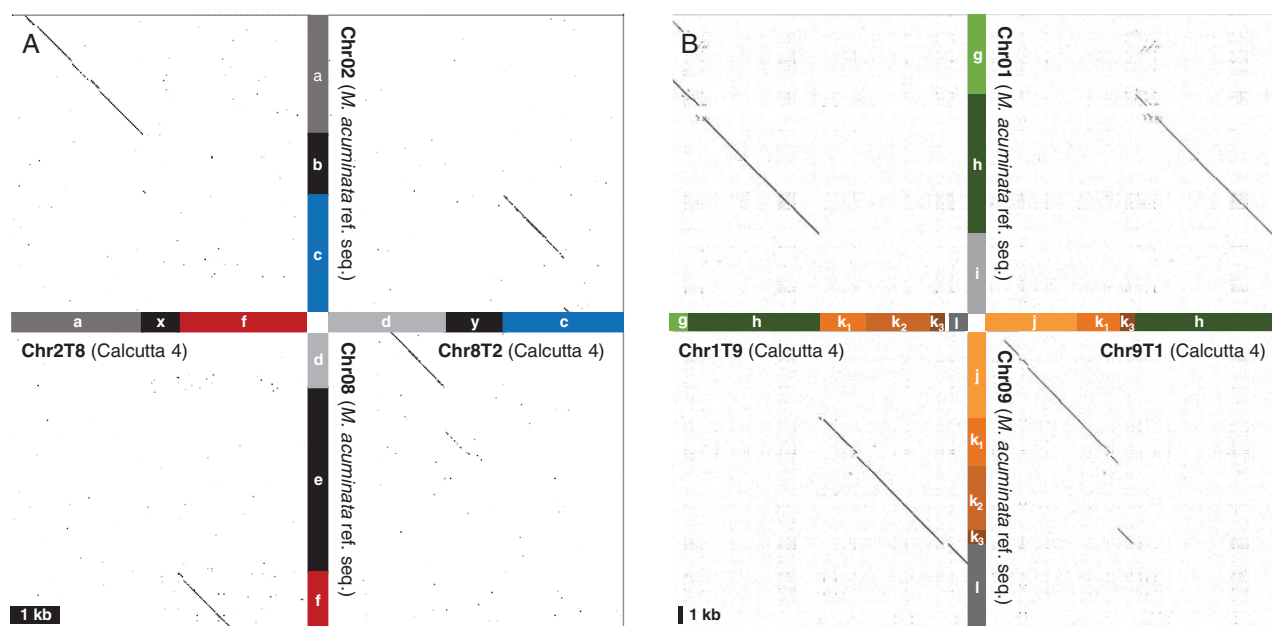 A
a
b
c
Chr02 (M. acuminata ref. seq.)
a x f
d y c
Chr2T8 (Calcutta 4)
Chr8T2 (Calcutta 4)
d
e
f
Chr08 (M. acuminata ref. seq.)
1 kb
B
g
h
i
Chr01 (M. acuminata ref. seq.)
g h k₁ k₂ k₃ l
j k₁ k₃ h
Chr1T9 (Calcutta 4)
Chr9T1 (Calcutta 4)
j
k₁
k₂
k₃
l
Chr09 (M. acuminata ref. seq.)
1 kb